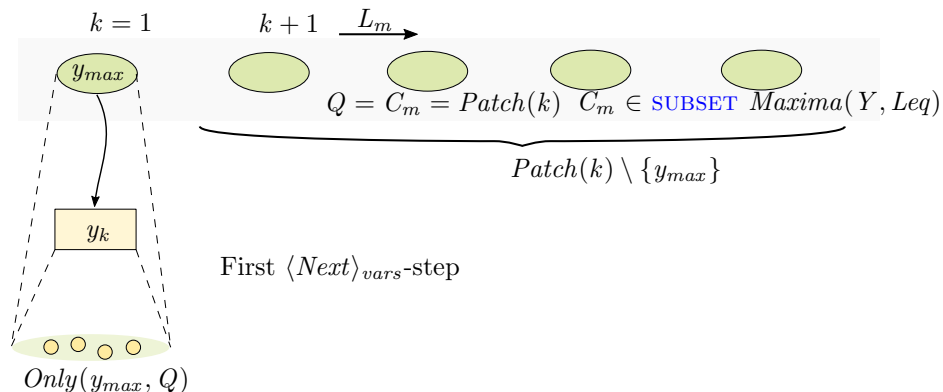 k = 1
k + 1
L_m
y_max
Q = C_m = Patch(k) C_m ∈ SUBSET Maxima(Y, Leq)
Patch(k) \ {y_max}
y_k
First ⟨Next⟩_vars-step
Only(y_max, Q)